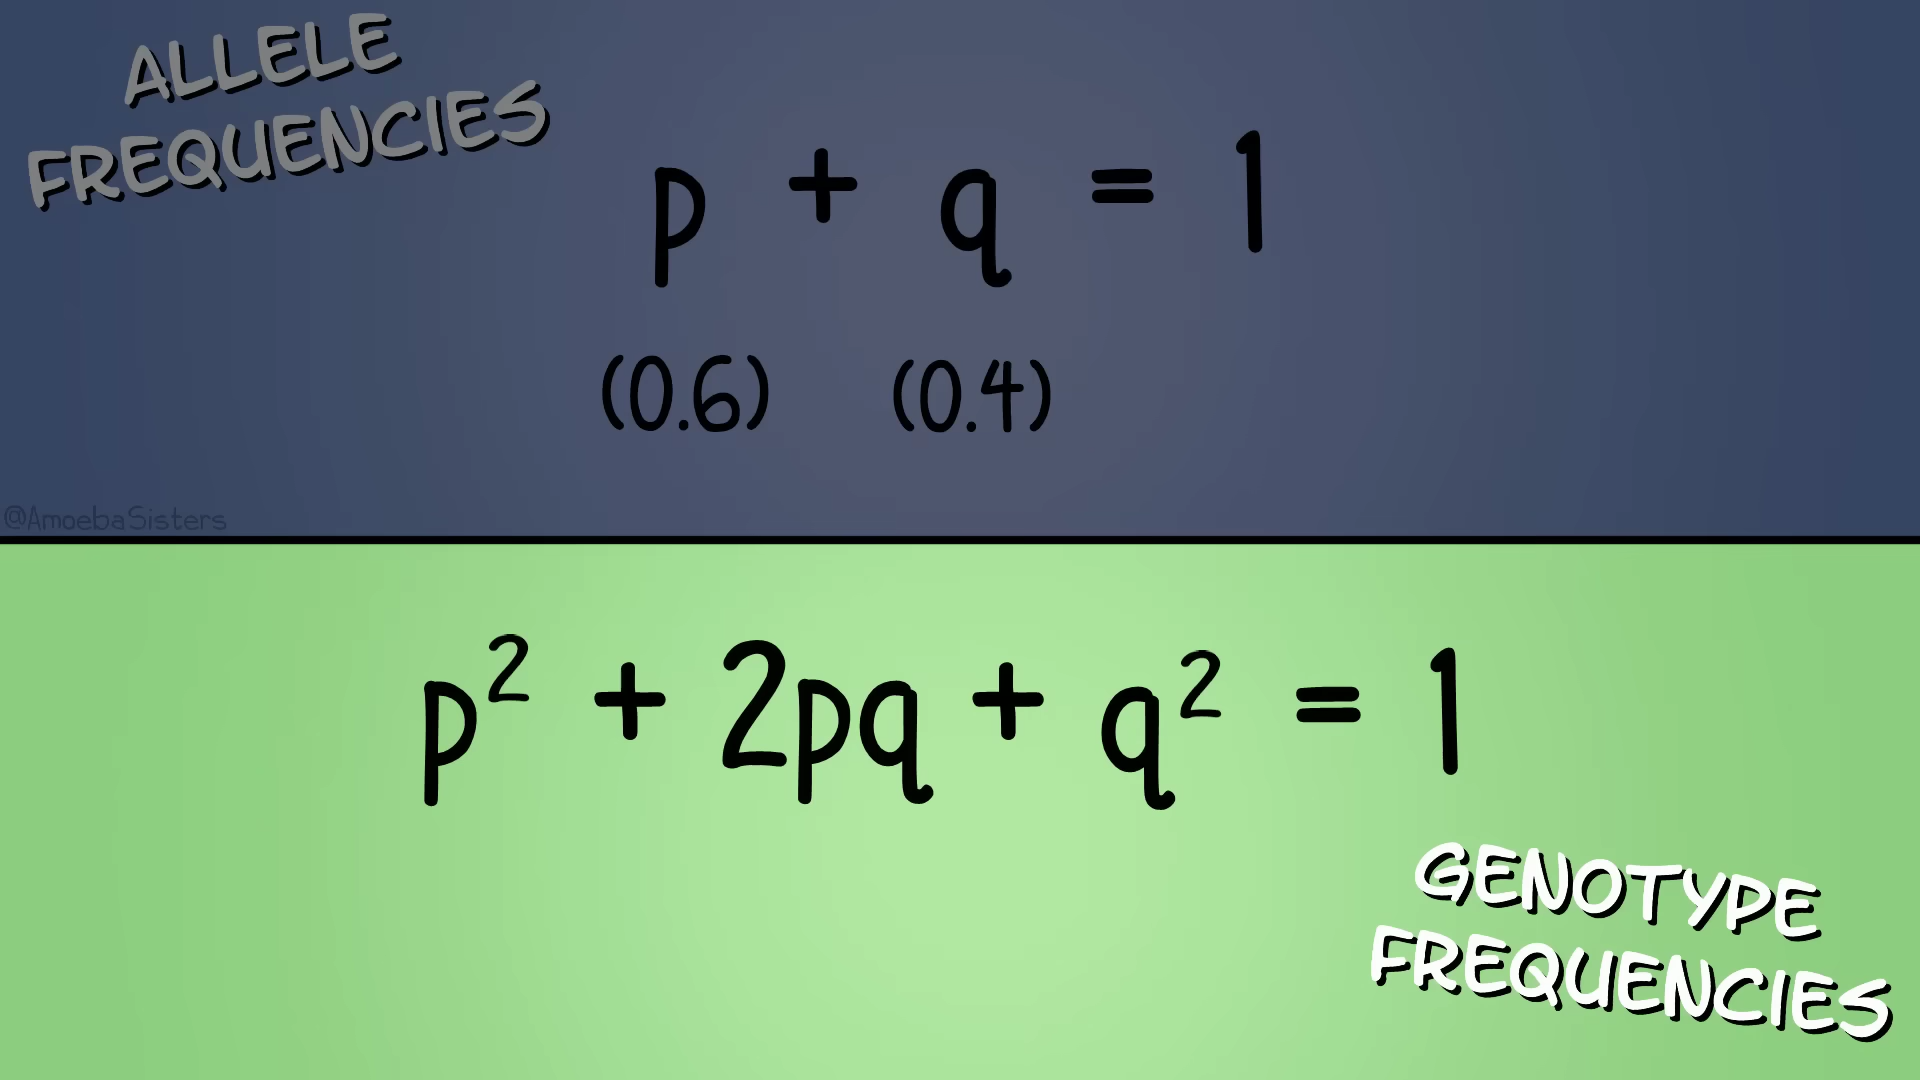 ALLELE
FREQUENCIES
p + q = 1
(0.6) (0.4)
@AmoebaSisters
p² + 2pq + q² = 1
GENOTYPE
FREQUENCIES